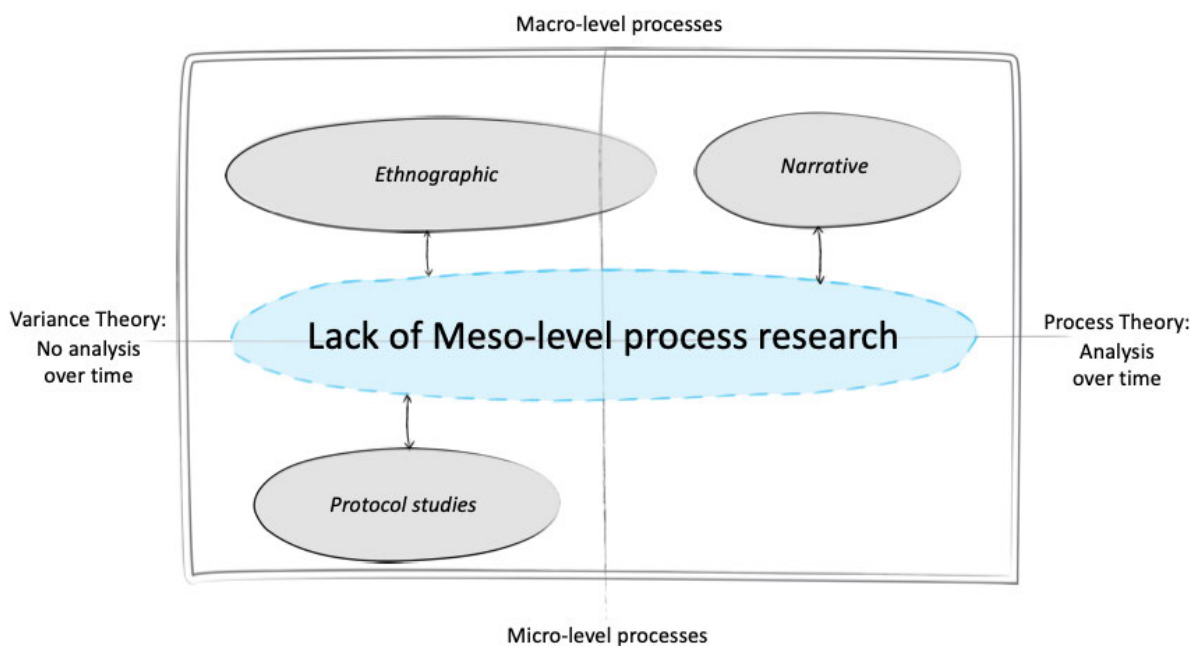 Macro-level processes
Ethnographic
Narrative
Variance Theory:
No analysis
over time
Lack of Meso-level process research
Process Theory:
Analysis
over time
Protocol studies
Micro-level processes